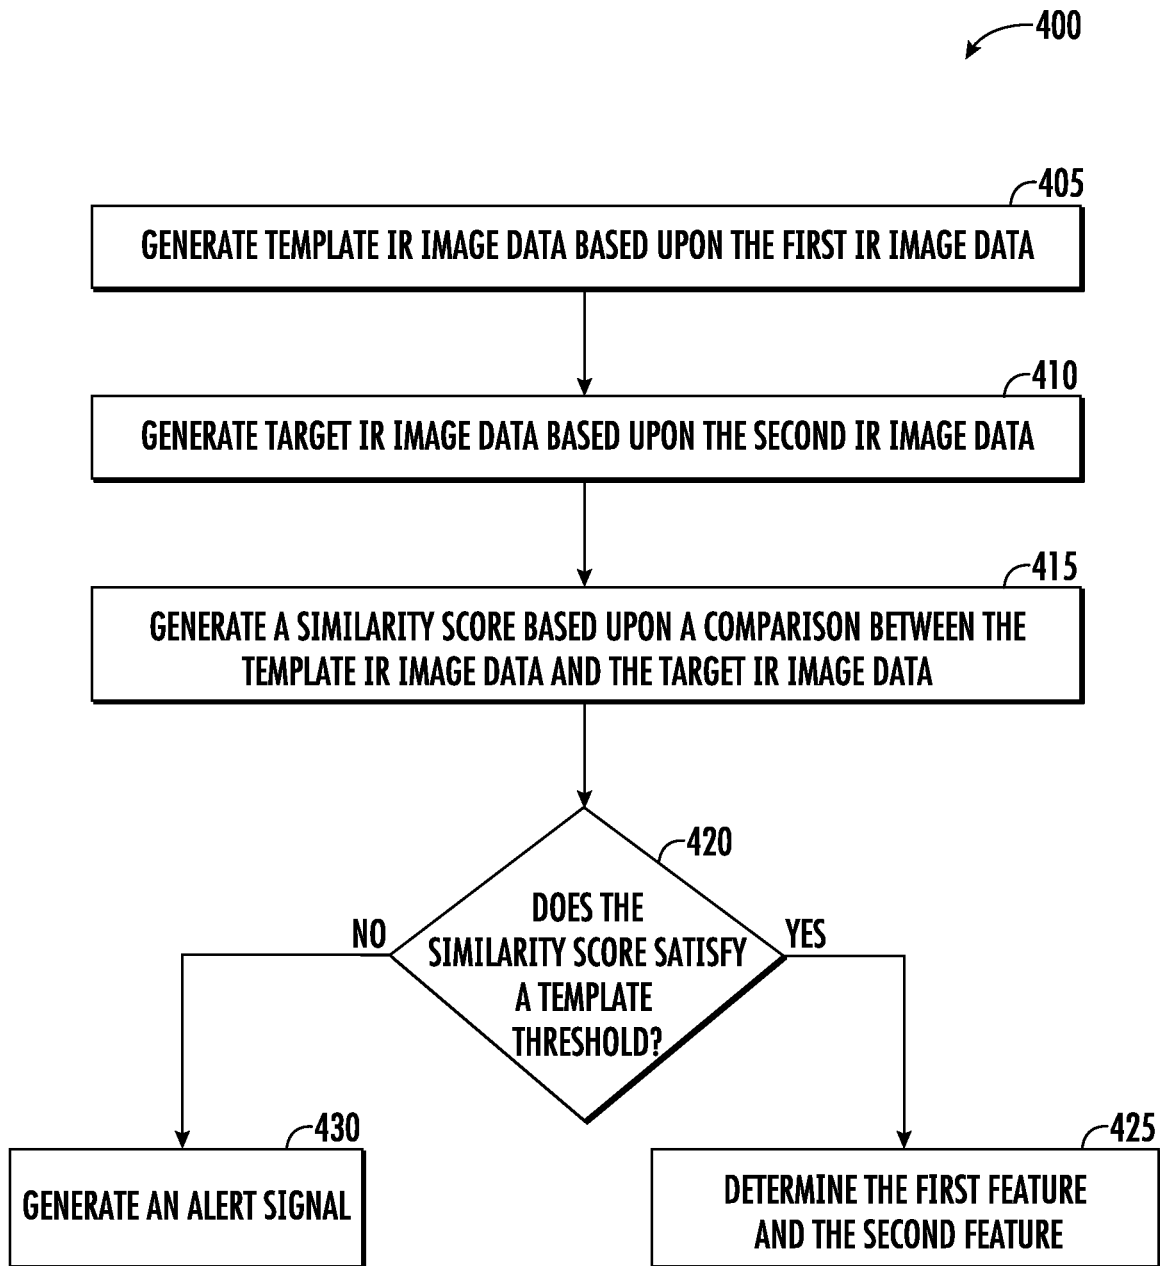 400
405
GENERATE TEMPLATE IR IMAGE DATA BASED UPON THE FIRST IR IMAGE DATA
410
GENERATE TARGET IR IMAGE DATA BASED UPON THE SECOND IR IMAGE DATA
415
GENERATE A SIMILARITY SCORE BASED UPON A COMPARISON BETWEEN THE
TEMPLATE IR IMAGE DATA AND THE TARGET IR IMAGE DATA
420
DOES THE
SIMILARITY SCORE SATISFY
A TEMPLATE
THRESHOLD?
NO
YES
430
GENERATE AN ALERT SIGNAL
425
DETERMINE THE FIRST FEATURE
AND THE SECOND FEATURE